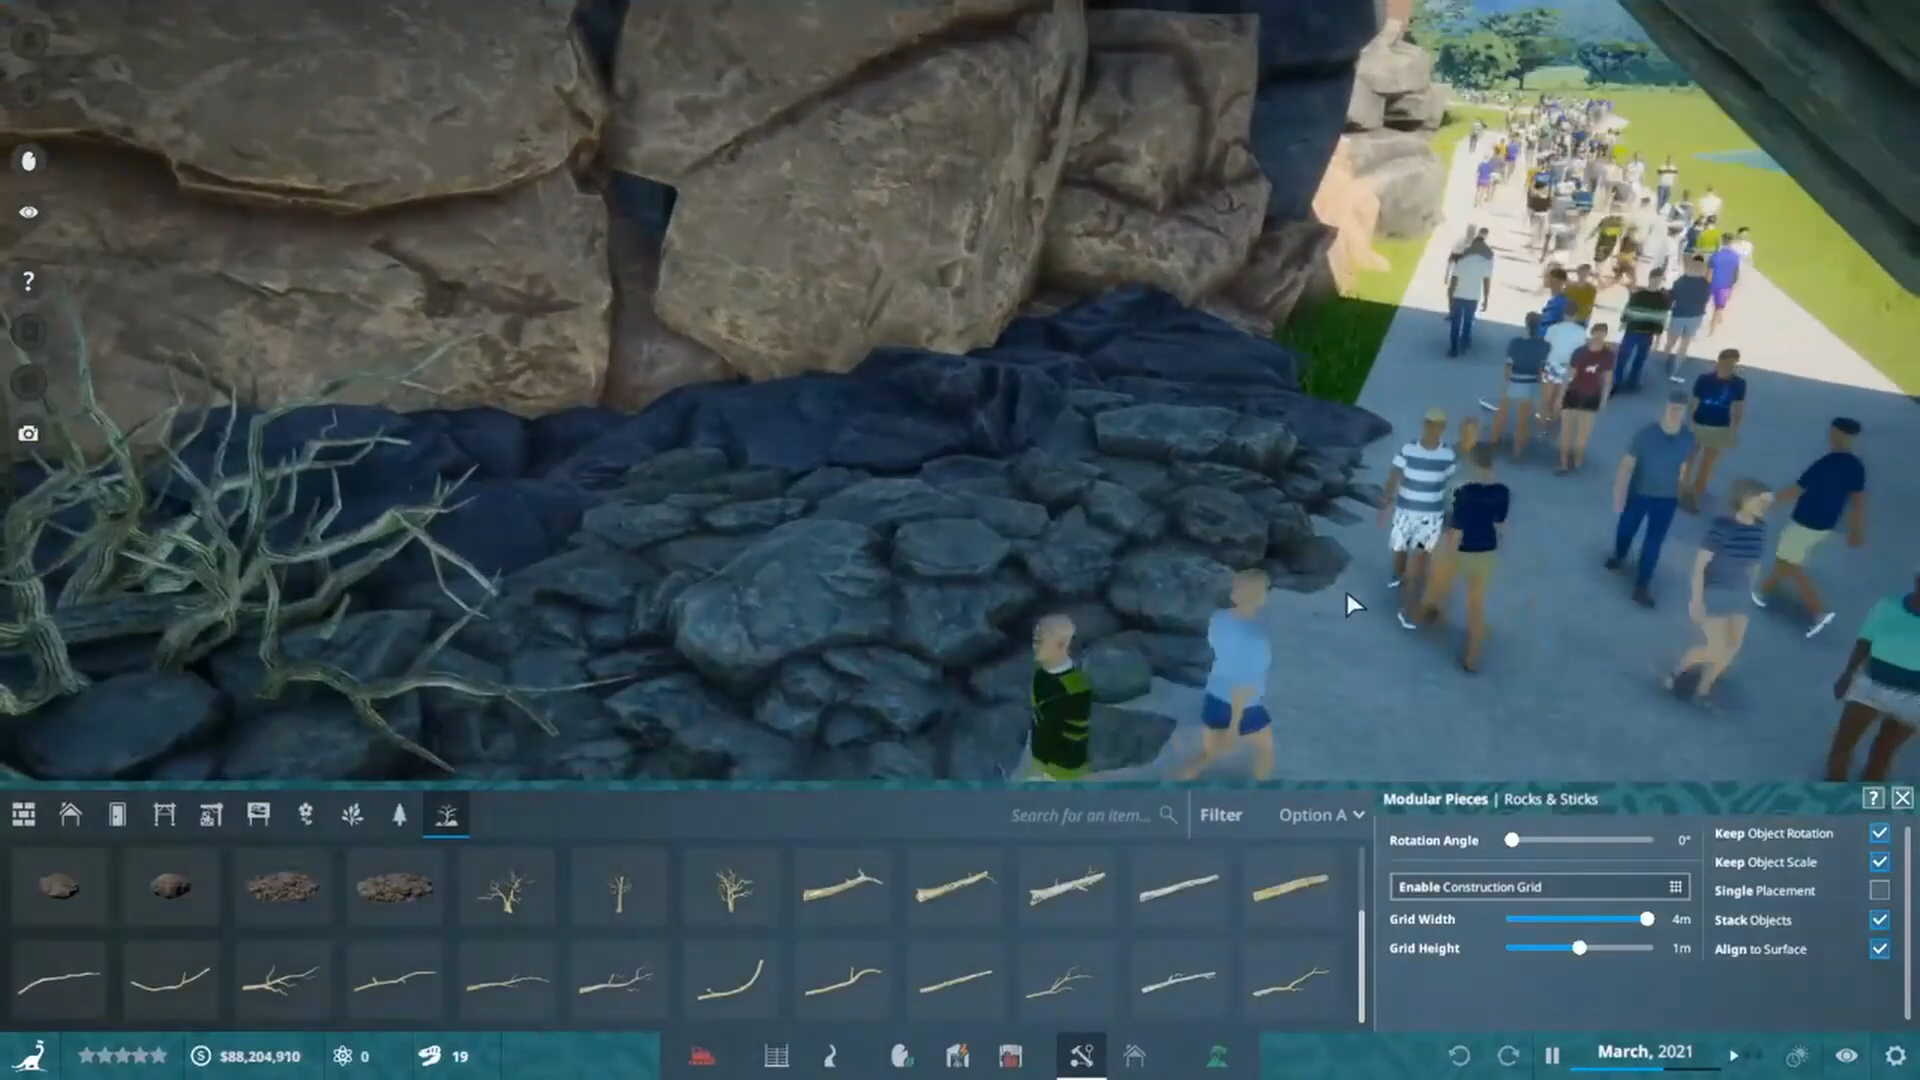 ?
Search for an item...
Filter
Option A
Modular Pieces | Rocks & Sticks
?
Rotation Angle
0°
Enable Construction Grid
Grid Width
4m
Grid Height
1m
Keep Object Rotation
Keep Object Scale
Single Placement
Stack Objects
Align to Surface
$88,204,910
0
19
March, 2021